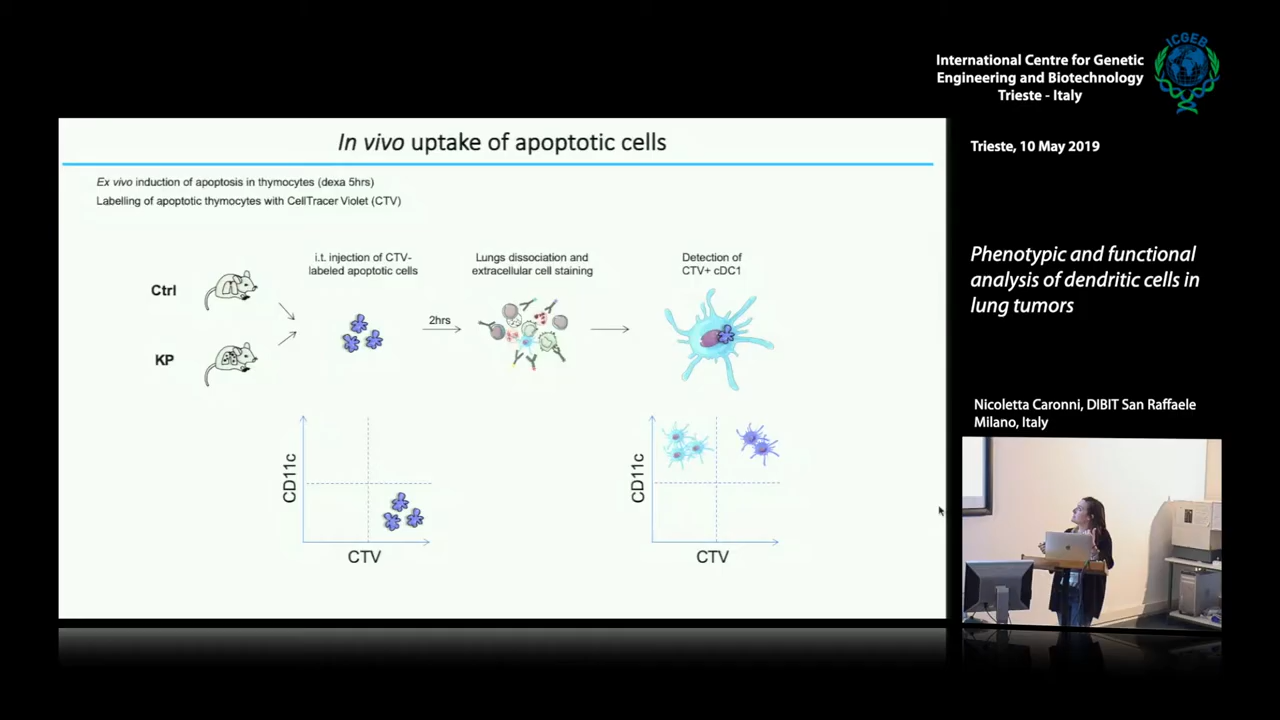 International Centre for Genetic
Engineering and Biotechnology
Trieste - Italy
ICGEB
Trieste, 10 May 2019
Phenotypic and functional
analysis of dendritic cells in
lung tumors
Nicoletta Caronni, DIBIT San Raffaele
Milano, Italy
In vivo uptake of apoptotic cells
Ex vivo induction of apoptosis in thymocytes (dexa 5hrs)
Labelling of apoptotic thymocytes with CellTracer Violet (CTV)
Ctrl
KP
i.t. injection of CTV-
labeled apoptotic cells
2hrs
Lungs dissociation and
extracellular cell staining
Detection of
CTV+ cDC1
CD11c
CTV
CD11c
CTV